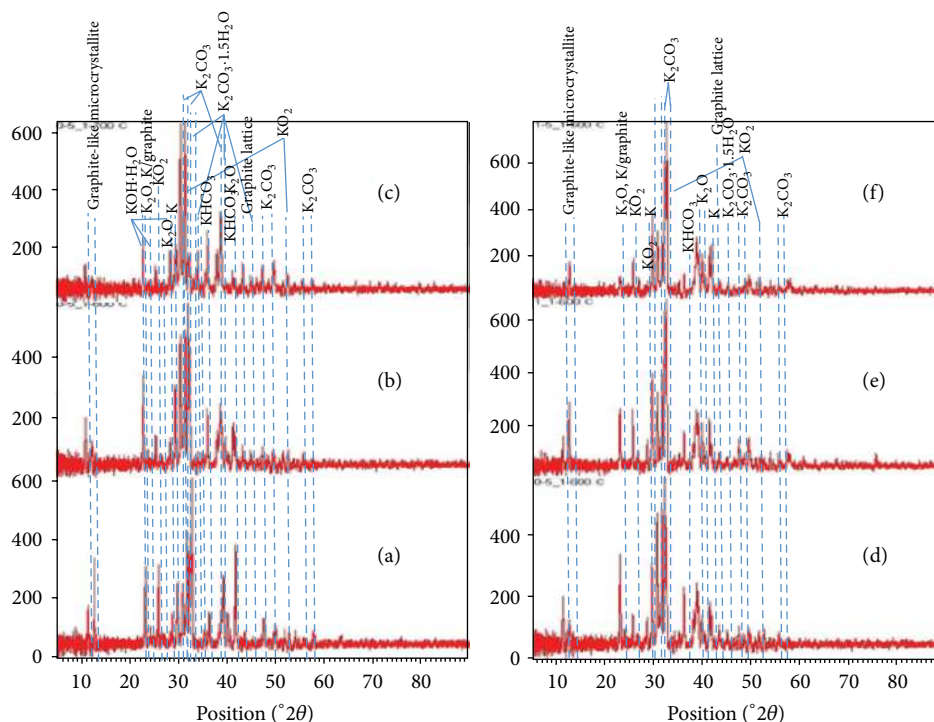 Graphite-like microcrystallite
KOH·H₂O
K₂O, K/graphite
KO₂
K₂O
K
K₂CO₃
K₂CO₃·1.5H₂O
KHCO₃
KHCO₃
K₂O
Graphite lattice
K₂CO₃
KO₂
K₂CO₃
600
400
200
(c)
400
200
(b)
600
400
200
0
(a)
10 20 30 40 50 60 70 80
Position (°2θ)
Graphite-like microcrystallite
K₂O, K/graphite
KO₂
KO₂
K
K₂CO₃
KHCO₃
K₂O
K
Graphite lattice
K₂CO₃·1.5H₂O
K₂CO₃
KO₂
K₂CO₃
600
400
200
(f)
400
200
(e)
400
200
0
(d)
10 20 30 40 50 60 70 80
Position (°2θ)